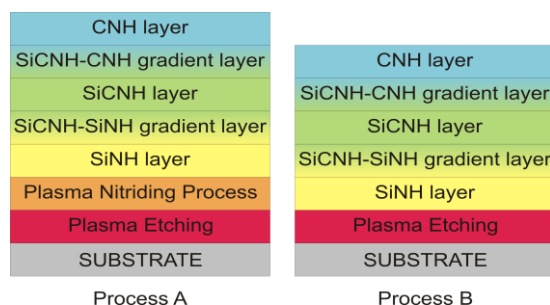 CNH layer
SiCNH-CNH gradient layer
SiCNH layer
SiCNH-SiNH gradient layer
SiNH layer
Plasma Nitriding Process
Plasma Etching
SUBSTRATE
Process A
CNH layer
SiCNH-CNH gradient layer
SiCNH layer
SiCNH-SiNH gradient layer
SiNH layer
Plasma Etching
SUBSTRATE
Process B